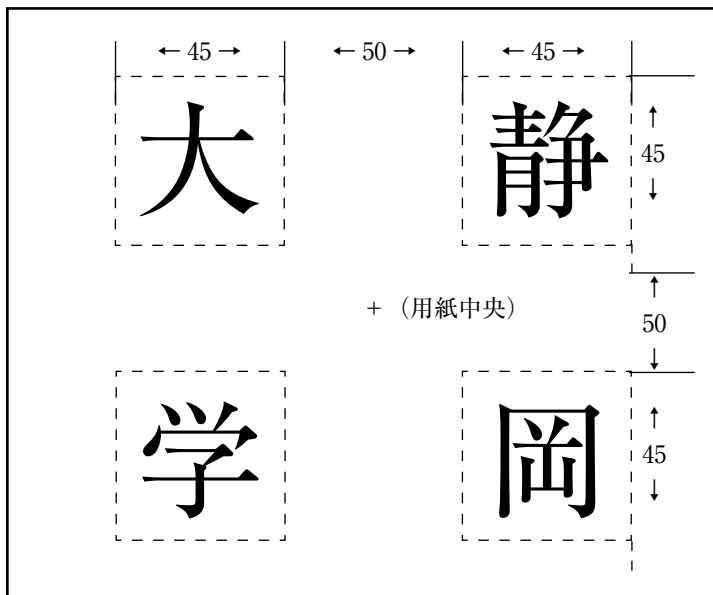 ← 45 → ← 50 → ← 45 →
大 静
↑
45
↓
+ （用紙中央）
↑
50
↓
学 岡
↑
45
↓